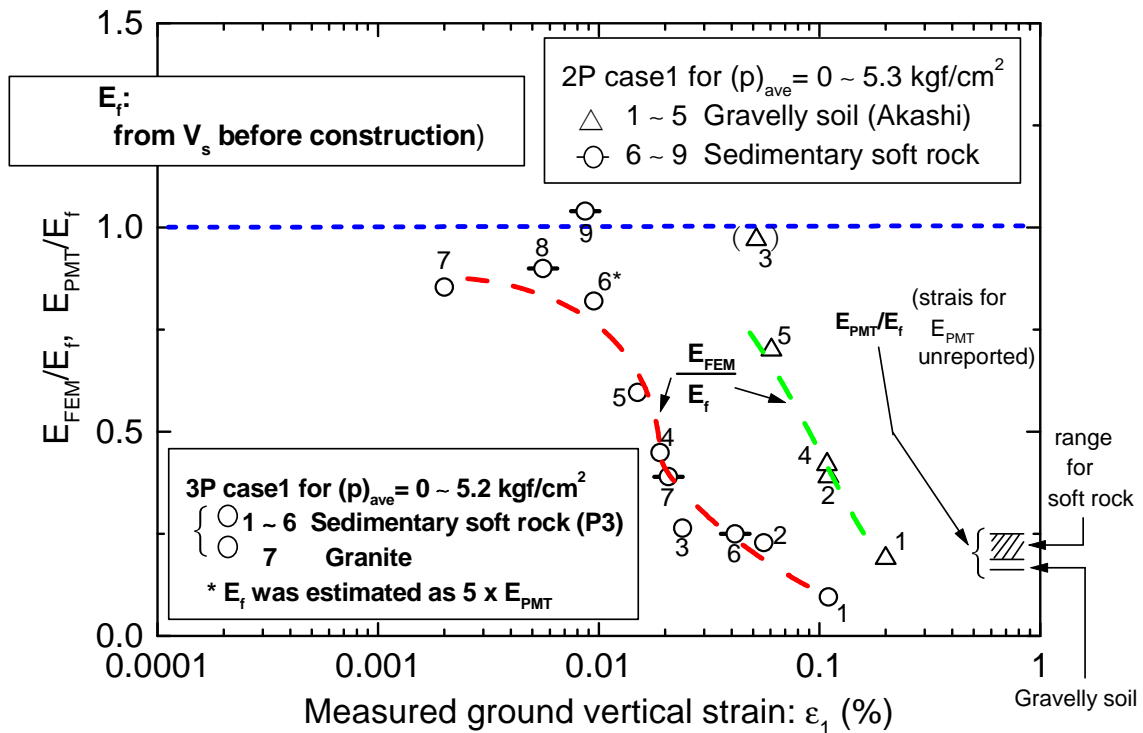 1.5
1.0
0.5
0.0
E_FEM/E_f, E_PMT/E_f
E_f:
from V_s before construction)
2P case1 for (p)_ave= 0 ~ 5.3 kgf/cm²
1 ~ 5 Gravelly soil (Akashi)
6 ~ 9 Sedimentary soft rock
9
8
7
6*
( )
3
5
5
4
7
3
6
2
1
4
2
1
E_FEM
E_f
E_PMT/E_f
(strais for
E_PMT
unreported)
range
for
soft rock
Gravelly soil
3P case1 for (p)_ave= 0 ~ 5.2 kgf/cm²
1 ~ 6 Sedimentary soft rock (P3)
7 Granite
* E_f was estimated as 5 x E_PMT
0.0001
0.001
0.01
0.1
1
Measured ground vertical strain: ε_1 (%)